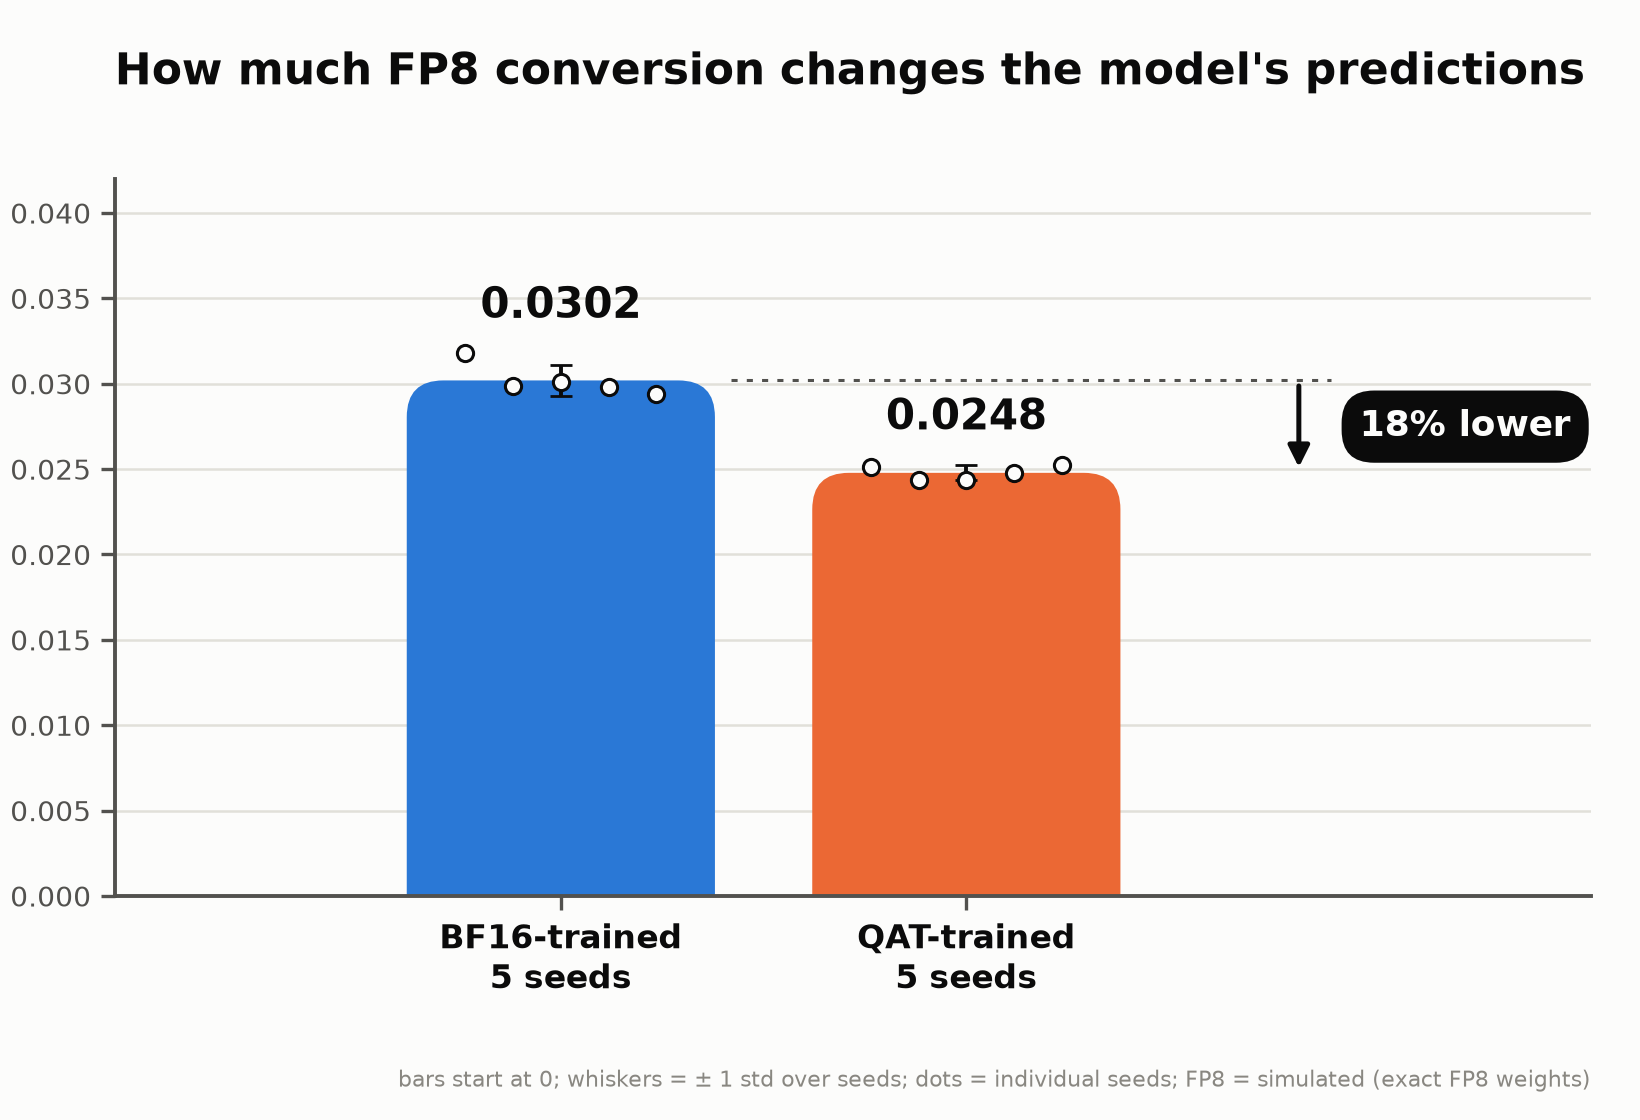 How much FP8 conversion changes the model's predictions
0.040
0.035
0.030
0.025
0.020
0.015
0.010
0.005
0.000
0.0302
0.0248
18% lower
BF16-trained
5 seeds
QAT-trained
5 seeds
bars start at 0; whiskers = ± 1 std over seeds; dots = individual seeds; FP8 = simulated (exact FP8 weights)